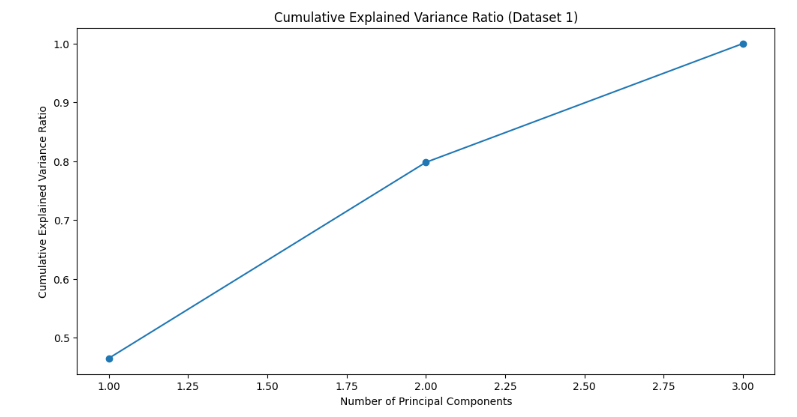 Cumulative Explained Variance Ratio (Dataset 1)
1.0
0.9
0.8
0.7
0.6
0.5
Cumulative Explained Variance Ratio
1.00 1.25 1.50 1.75 2.00 2.25 2.50 2.75 3.00
Number of Principal Components